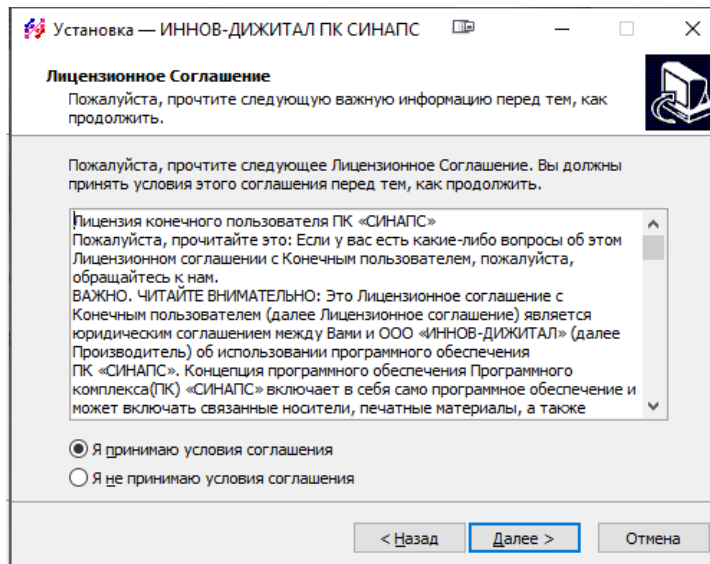 Установка — ИННОВ-ДИЖИТАЛ ПК СИНАПС
Лицензионное Соглашение
Пожалуйста, прочтите следующую важную информацию перед тем, как
продолжить.
Пожалуйста, прочтите следующее Лицензионное Соглашение. Вы должны
принять условия этого соглашения перед тем, как продолжить.
Лицензия конечного пользователя ПК «СИНАПС»
Пожалуйста, прочитайте это: Если у вас есть какие-либо вопросы об этом
Лицензионном соглашении с Конечным пользователем, пожалуйста,
обращайтесь к нам.
ВАЖНО. ЧИТАЙТЕ ВНИМАТЕЛЬНО: Это Лицензионное соглашение с
Конечным пользователем (далее Лицензионное соглашение) является
юридическим соглашением между Вами и ООО «ИННОВ-ДИЖИТАЛ» (далее
Производитель) об использовании программного обеспечения
ПК «СИНАПС». Концепция программного обеспечения Программного
комплекса(ПК) «СИНАПС» включает в себя само программное обеспечение и
может включать связанные носители, печатные материалы, а также
Я принимаю условия соглашения
Я не принимаю условия соглашения
< Назад Далее > Отмена